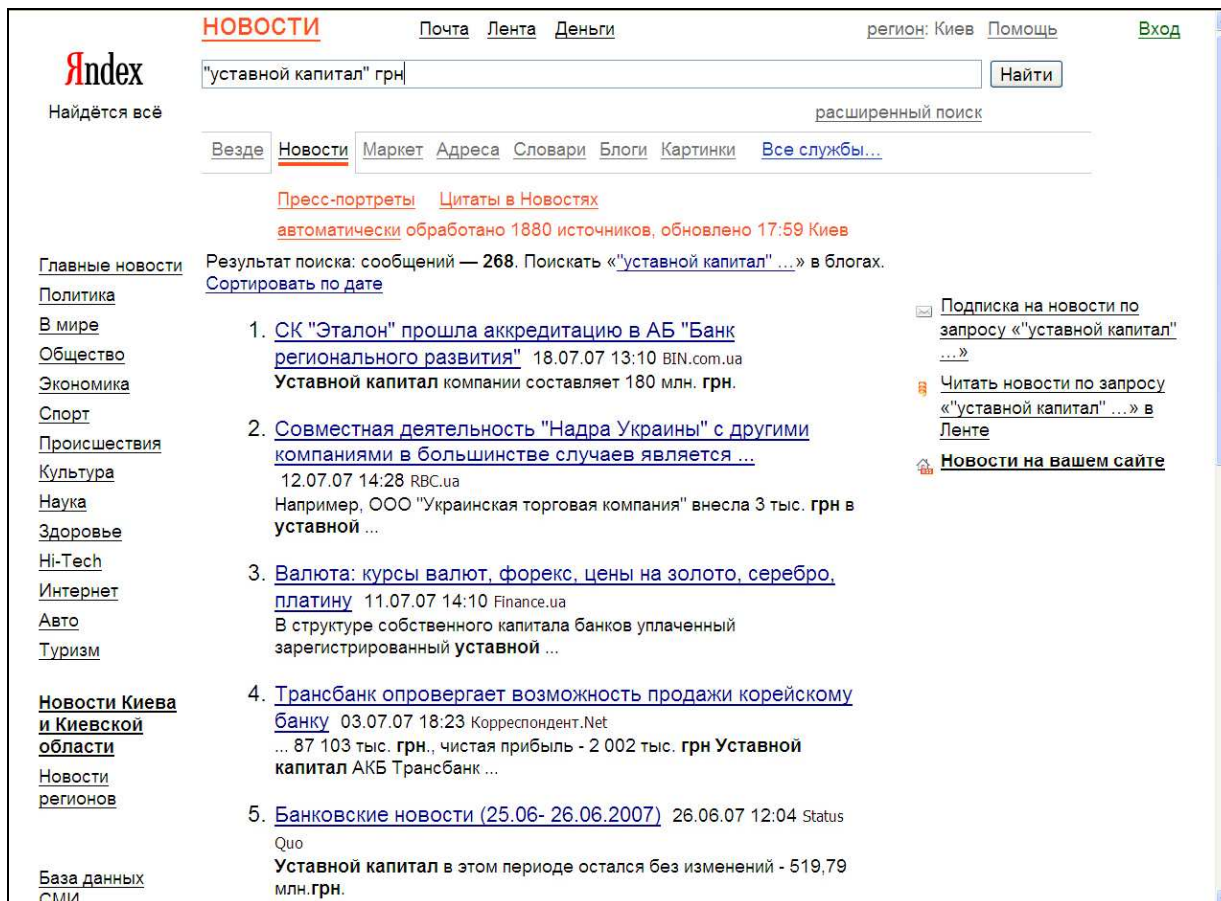 НОВОСТИ Почта Лента Деньги регион: Киев Помощь Вход
Яndex
"уставной капитал" грн Найти
Найдётся всё
расширенный поиск
Везде Новости Маркет Адреса Словари Блоги Картинки Все службы...
Пресс-портреты Цитаты в Новостях
автоматически обработано 1880 источников, обновлено 17:59 Киев
Результат поиска: сообщений — 268. Поискать «"уставной капитал" ...» в блогах.
Сортировать по дате
Главные новости
Политика
В мире
Общество
Экономика
Спорт
Происшествия
Культура
Наука
Здоровье
Hi-Tech
Интернет
Авто
Туризм
Новости Киева
и Киевской
области
Новости
регионов
База данных
СМИ
1. СК "Эталон" прошла аккредитацию в АБ "Банк
регионального развития" 18.07.07 13:10 BIN.com.ua
Уставной капитал компании составляет 180 млн. грн.
2. Совместная деятельность "Надра Украины" с другими
компаниями в большинстве случаев является ...
12.07.07 14:28 RBC.ua
Например, ООО "Украинская торговая компания" внесла 3 тыс. грн в
уставной ...
3. Валюта: курсы валют, форекс, цены на золото, серебро,
платину 11.07.07 14:10 Finance.ua
В структуре собственного капитала банков уплаченный
зарегистрированный уставной ...
4. Трансбанк опровергает возможность продажи корейскому
банку 03.07.07 18:23 Корреспондент.Net
... 87 103 тыс. грн., чистая прибыль - 2 002 тыс. грн Уставной
капитал АКБ Трансбанк ...
5. Банковские новости (25.06- 26.06.2007) 26.06.07 12:04 Status
Quo
Уставной капитал в этом периоде остался без изменений - 519,79
млн.грн.
Подписка на новости по
запросу «"уставной капитал"
...»
Читать новости по запросу
«"уставной капитал" ...» в
Ленте
Новости на вашем сайте